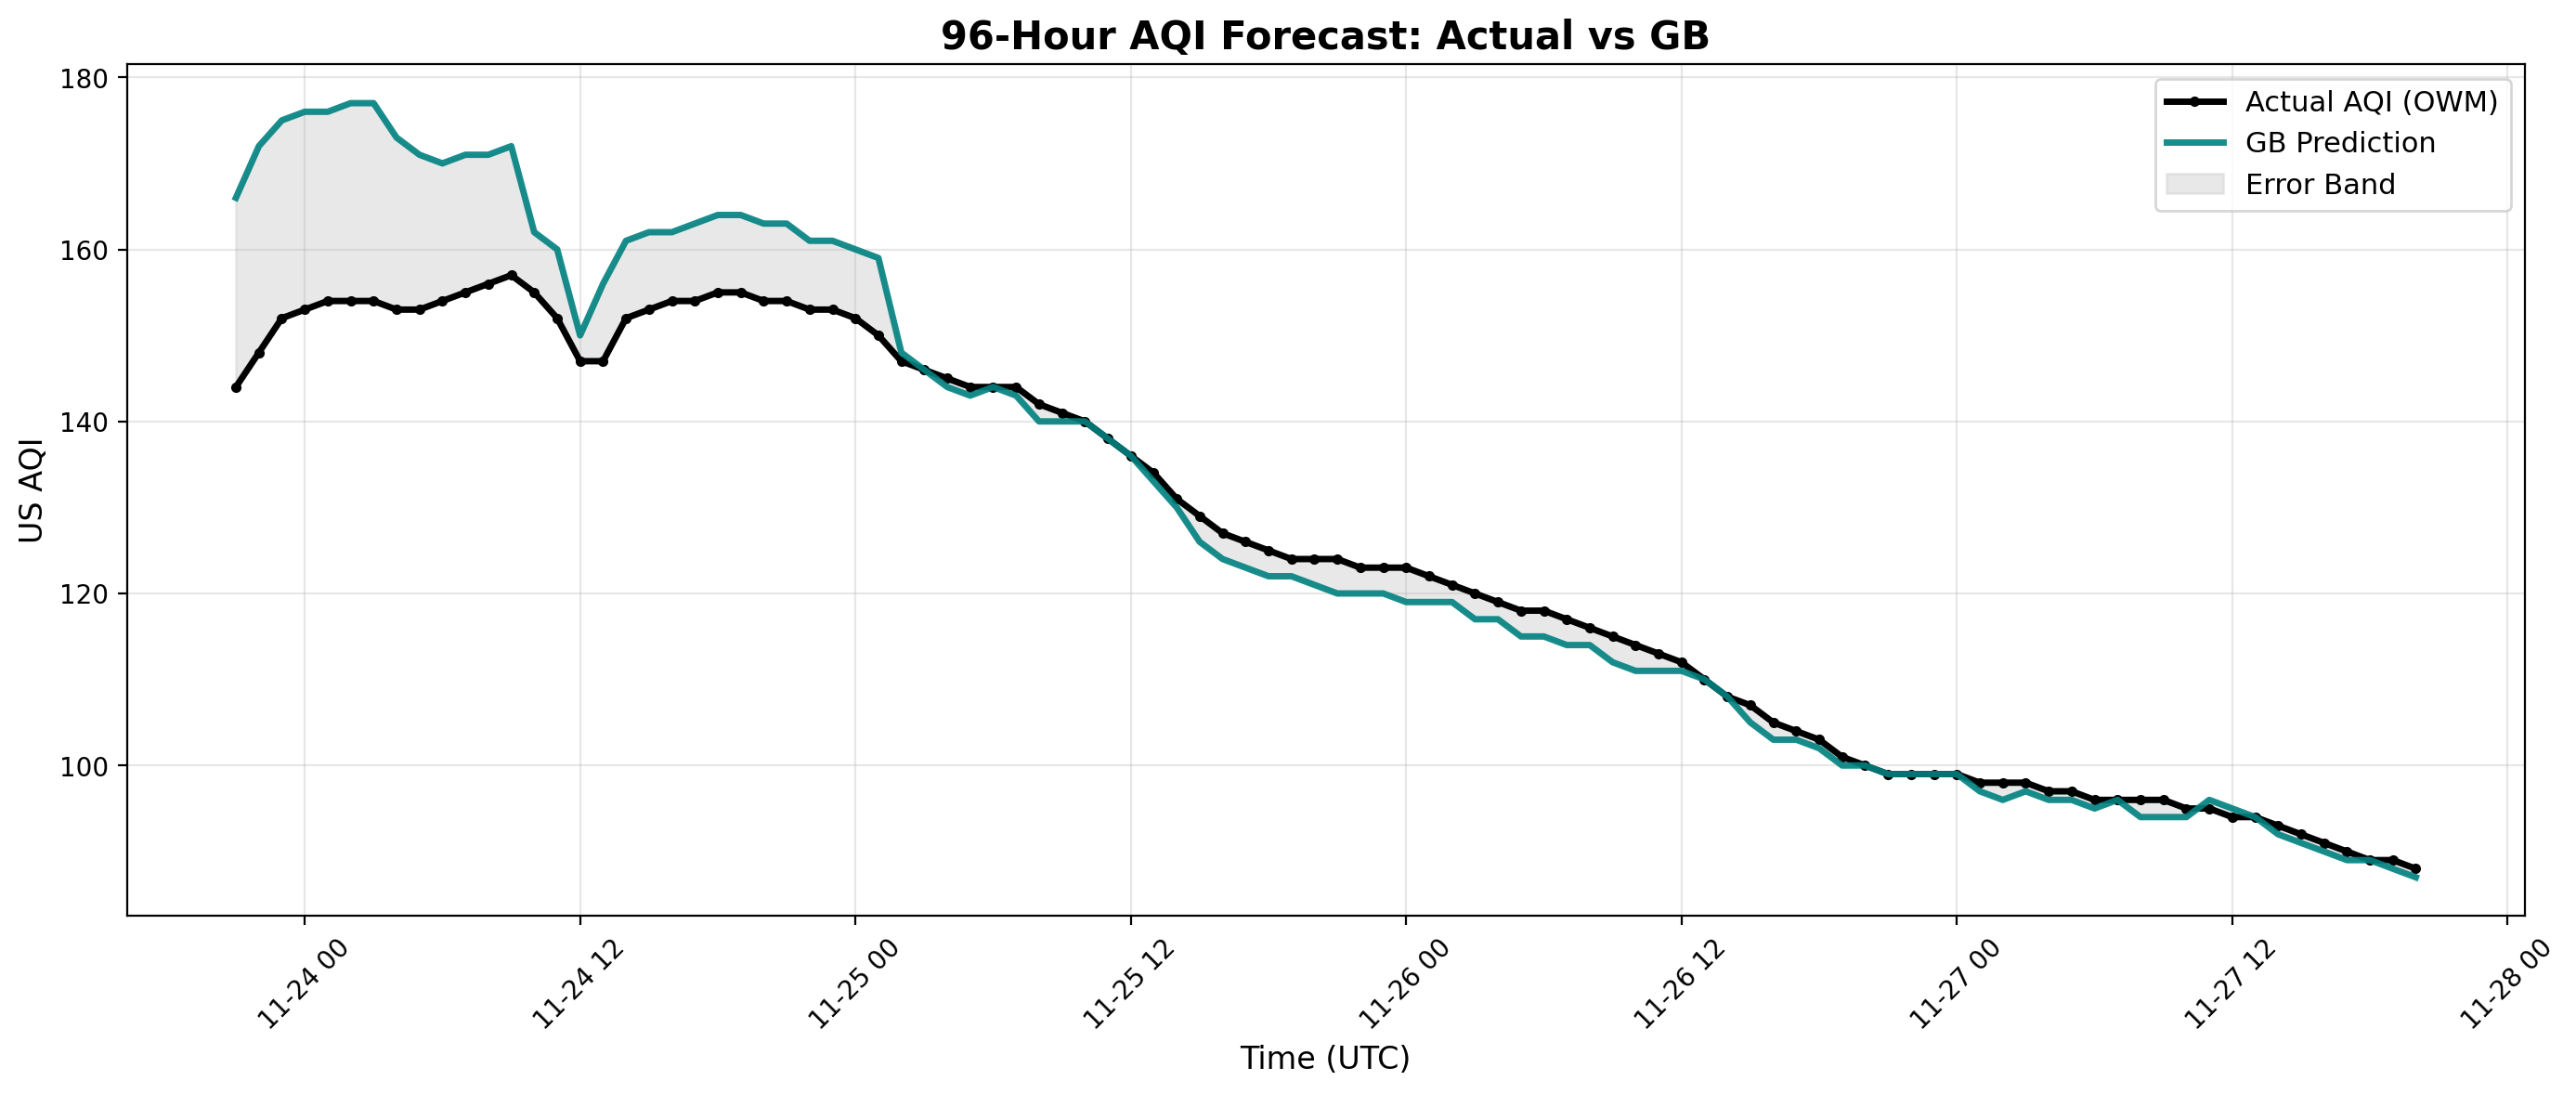 96-Hour AQI Forecast: Actual vs GB
Actual AQI (OWM)
GB Prediction
Error Band
US AQI
180
160
140
120
100
11-24 00
11-24 12
11-25 00
11-25 12
11-26 00
11-26 12
11-27 00
11-27 12
11-28 00
Time (UTC)